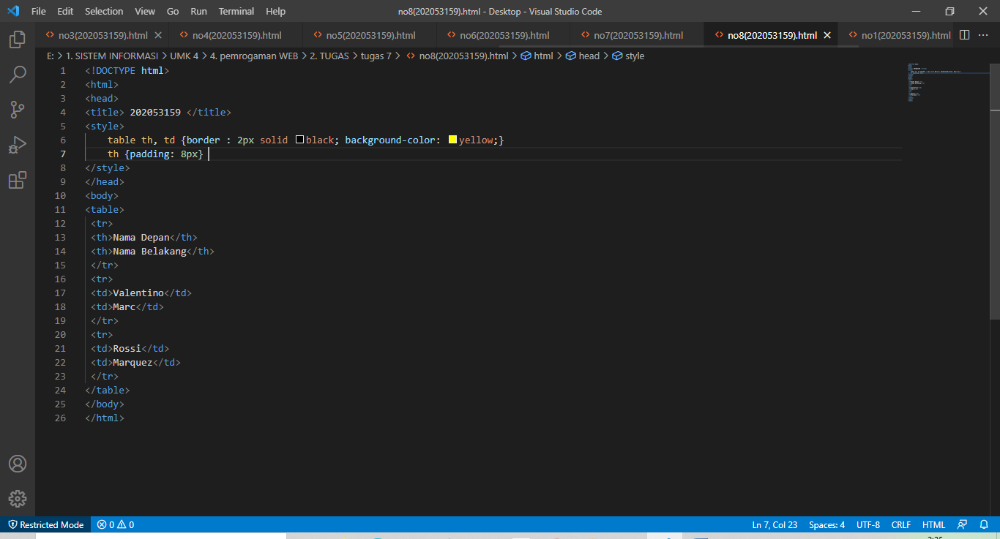 File Edit Selection View Go Run Terminal Help no8(202053159).html - Desktop - Visual Studio Code
no3(202053159).html no4(202053159).html no5(202053159).html no6(202053159).html no7(202053159).html no8(202053159).html no1(202053159).html
E: > 1. SISTEM INFORMASI > UMK 4 > 4. pemrogaman WEB > 2. TUGAS > tugas 7 > no8(202053159).html > html > head > style
1 <!DOCTYPE html>
2 <html>
3 <head>
4 <title> 202053159 </title>
5 <style>
6 table th, td {border : 2px solid black; background-color: yellow;}
7 th {padding: 8px}
8 </style>
9 </head>
10 <body>
11 <table>
12 <tr>
13 <th>Nama Depan</th>
14 <th>Nama Belakang</th>
15 </tr>
16 <tr>
17 <td>Valentino</td>
18 <td>Marc</td>
19 </tr>
20 <tr>
21 <td>Rossi</td>
22 <td>Marquez</td>
23 </tr>
24 </table>
25 </body>
26 </html>
Restricted Mode 0 0 Ln 7, Col 23 Spaces: 4 UTF-8 CRLF HTML